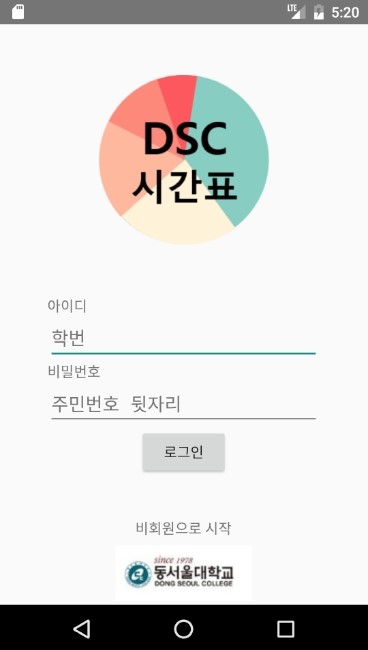 LTE 5:20
DSC
시간표
아이디
학번
비밀번호
주민번호 뒷자리
로그인
비회원으로 시작
since 1978
동서울대학교
DONG SEOUL COLLEGE